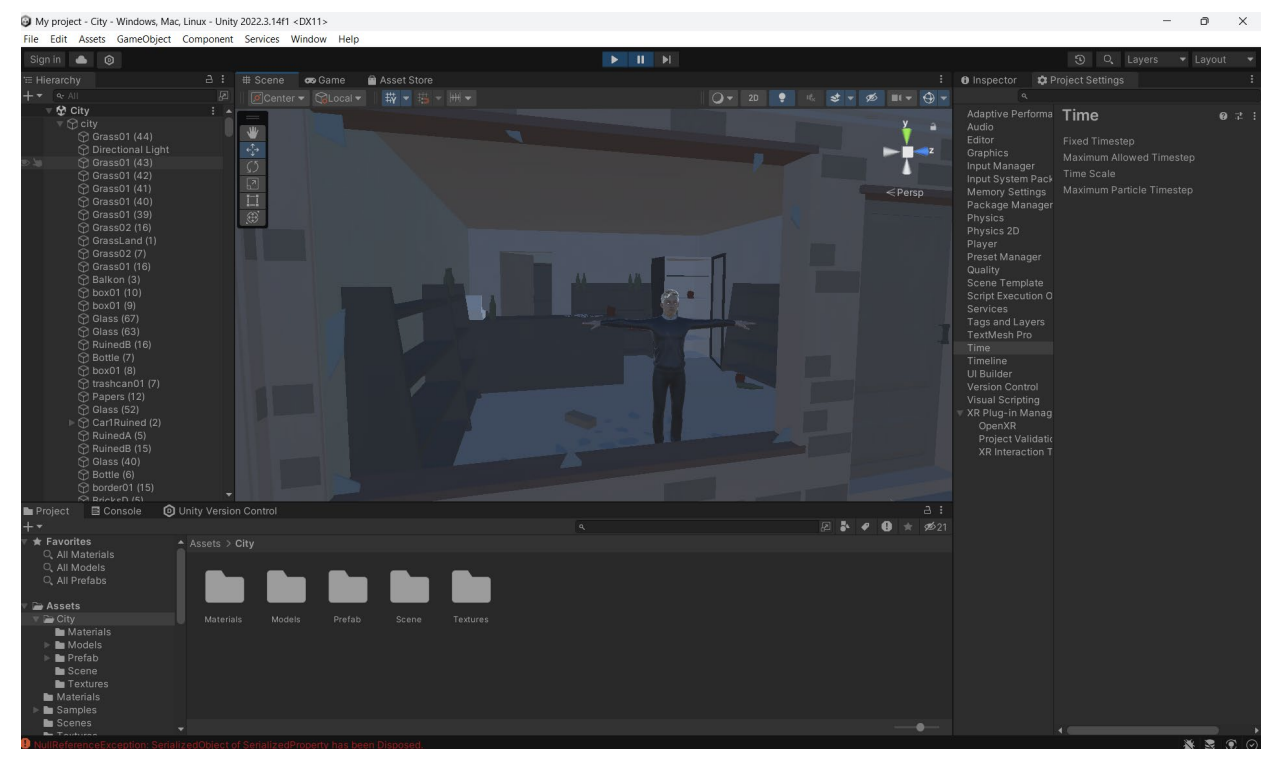 My project - City - Windows, Mac, Linux - Unity 2022.3.14f1 <DX11>
File Edit Assets GameObject Component Services Window Help
Sign in
Layers Layout
Hierarchy
# Scene Game Asset Store
Inspector Project Settings
All
Center Local
2D
City
city
Grass01 (44)
Directional Light
Grass01 (43)
Grass01 (42)
Grass01 (41)
Grass01 (40)
Grass01 (39)
Grass02 (16)
GrassLand (1)
Grass02 (7)
Grass01 (16)
Balkon (3)
box01 (10)
box01 (9)
Glass (67)
Glass (63)
RuinedB (16)
Bottle (7)
box01 (8)
trashcan01 (7)
Papers (12)
Glass (52)
Car1Ruined (2)
RuinedA (5)
RuinedB (15)
Glass (40)
Bottle (6)
border01 (15)
BricksD (5)
y
z
Persp
Adaptive Performa
Audio
Editor
Graphics
Input Manager
Input System Pack
Memory Settings
Package Manager
Physics
Physics 2D
Player
Preset Manager
Quality
Scene Template
Script Execution O
Services
Tags and Layers
TextMesh Pro
Time
Timeline
UI Builder
Version Control
Visual Scripting
XR Plug-in Manag
OpenXR
Project Validatic
XR Interaction T
Time
Fixed Timestep
Maximum Allowed Timestep
Time Scale
Maximum Particle Timestep
Project Console Unity Version Control
21
Favorites
All Materials
All Models
All Prefabs
Assets
City
Materials
Models
Prefab
Scene
Textures
Materials
Samples
Scenes
Textures
Assets > City
Materials Models Prefab Scene Textures
NullReferenceException: SerializedObject of SerializedProperty has been Disposed.